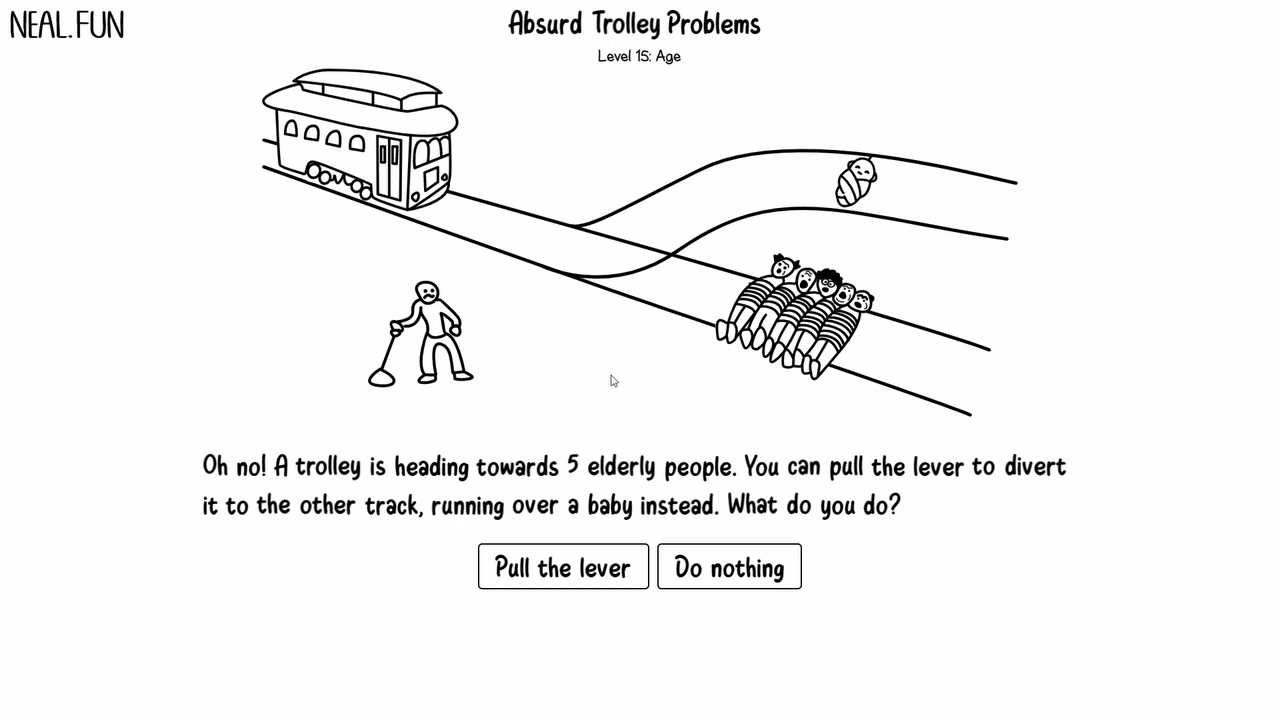 NEAL.FUN
Absurd Trolley Problems
Level 15: Age
Oh no! A trolley is heading towards 5 elderly people. You can pull the lever to divert
it to the other track, running over a baby instead. What do you do?
Pull the lever
Do nothing